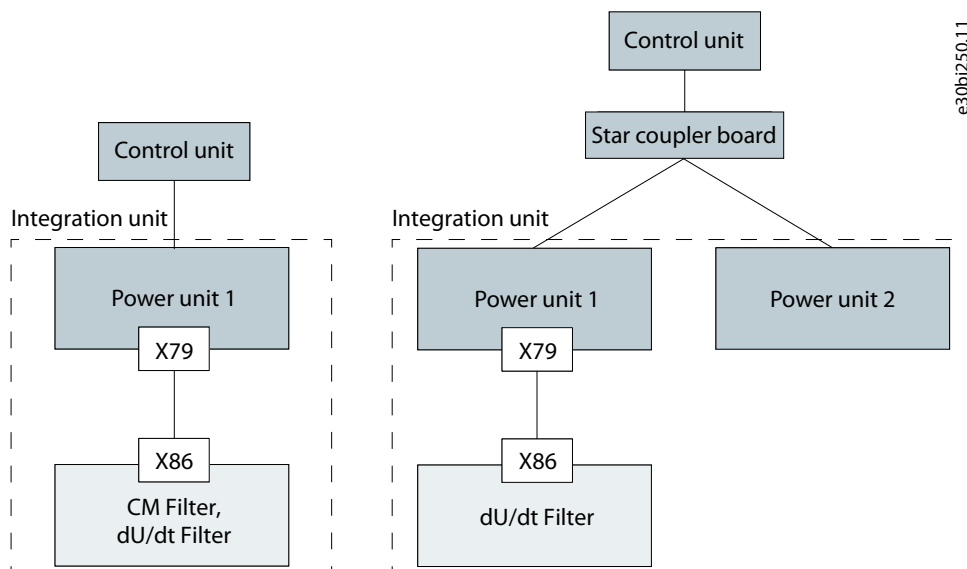 Control unit
Integration unit
Power unit 1
X79
X86
CM Filter,
dU/dt Filter
Control unit
Star coupler board
Integration unit
Power unit 1
Power unit 2
X79
X86
dU/dt Filter
e30bj250.11